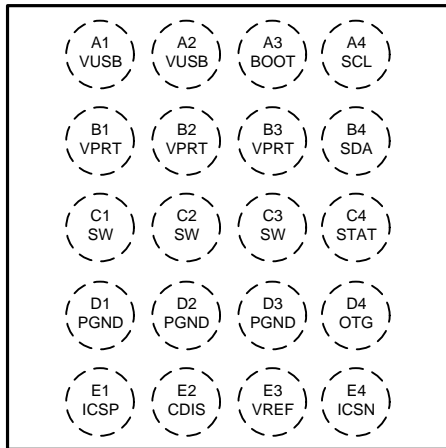 A1 A2 A3 A4
VUSB VUSB BOOT SCL
B1 B2 B3 B4
VPRT VPRT VPRT SDA
C1 C2 C3 C4
SW SW SW STAT
D1 D2 D3 D4
PGND PGND PGND OTG
E1 E2 E3 E4
ICSP CDIS VREF ICSN